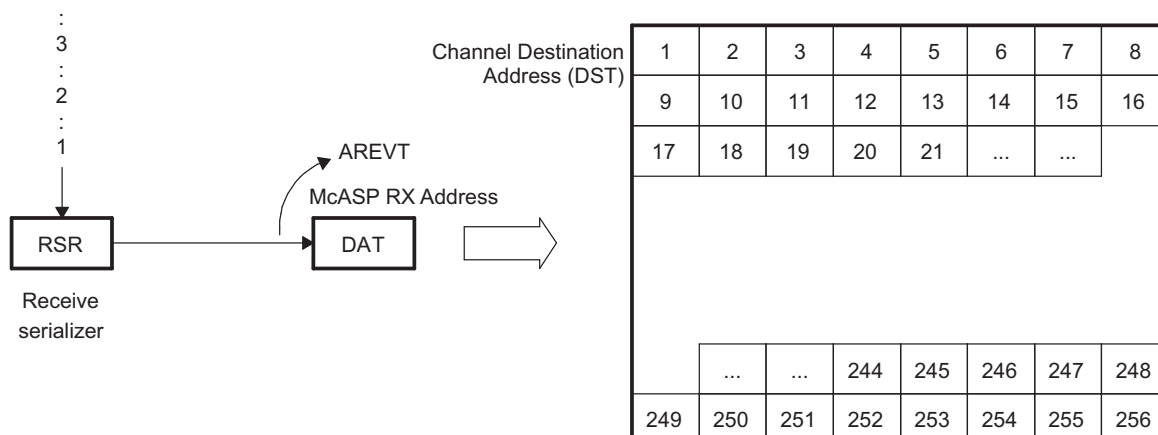 :
3
:
2
:
1
AREVT
McASP RX Address
RSR
DAT
Receive
serializer
Channel Destination
Address (DST)
1 2 3 4 5 6 7 8
9 10 11 12 13 14 15 16
17 18 19 20 21 ... ...
... ... 244 245 246 247 248
249 250 251 252 253 254 255 256